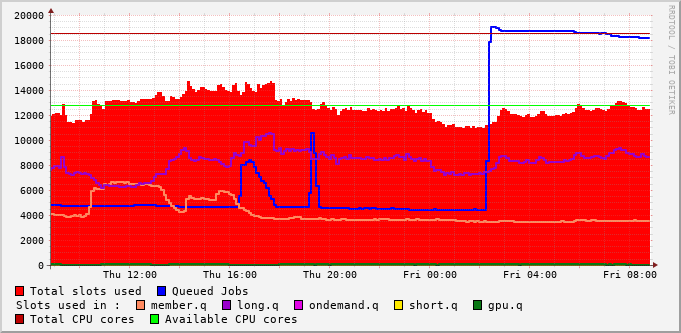 20000
18000
16000
14000
12000
10000
8000
6000
4000
2000
0
Thu 12:00 Thu 16:00 Thu 20:00 Fri 00:00 Fri 04:00 Fri 08:00
RRDTOOL / TOBI OETIKER
Total slots used Queued Jobs
Slots used in : member.q long.q ondemand.q short.q gpu.q
Total CPU cores Available CPU cores